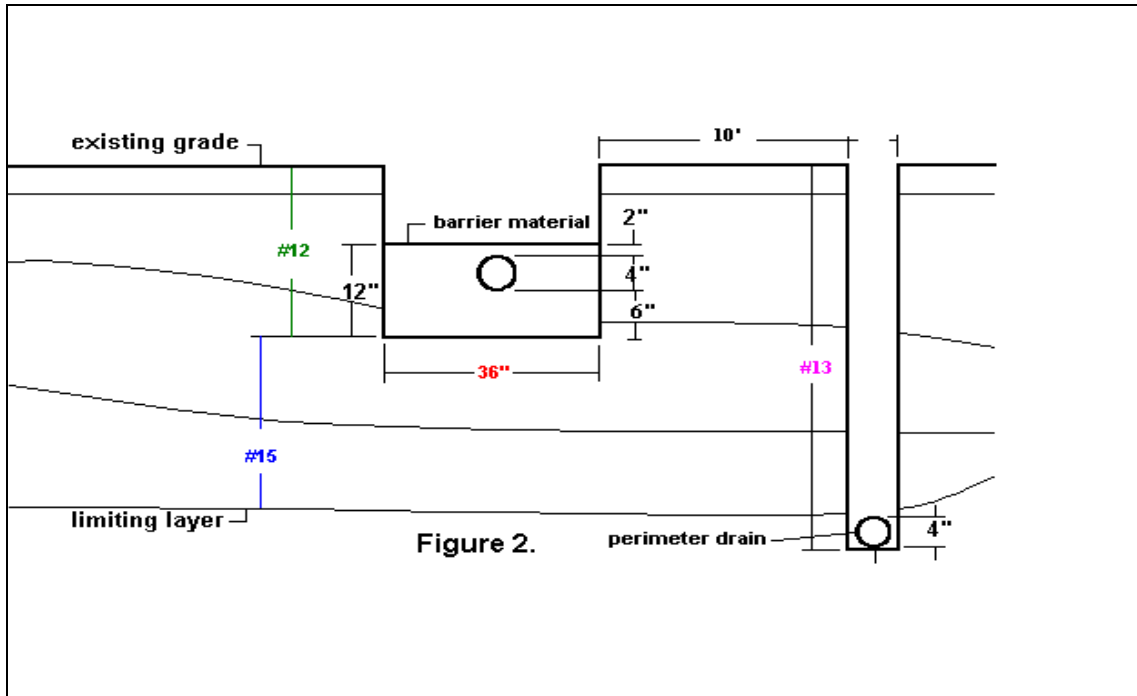 10'
existing grade
2"
barrier material
#12
4"
12"
6"
#13
36"
#15
limiting layer
Figure 2.
perimeter drain
4"